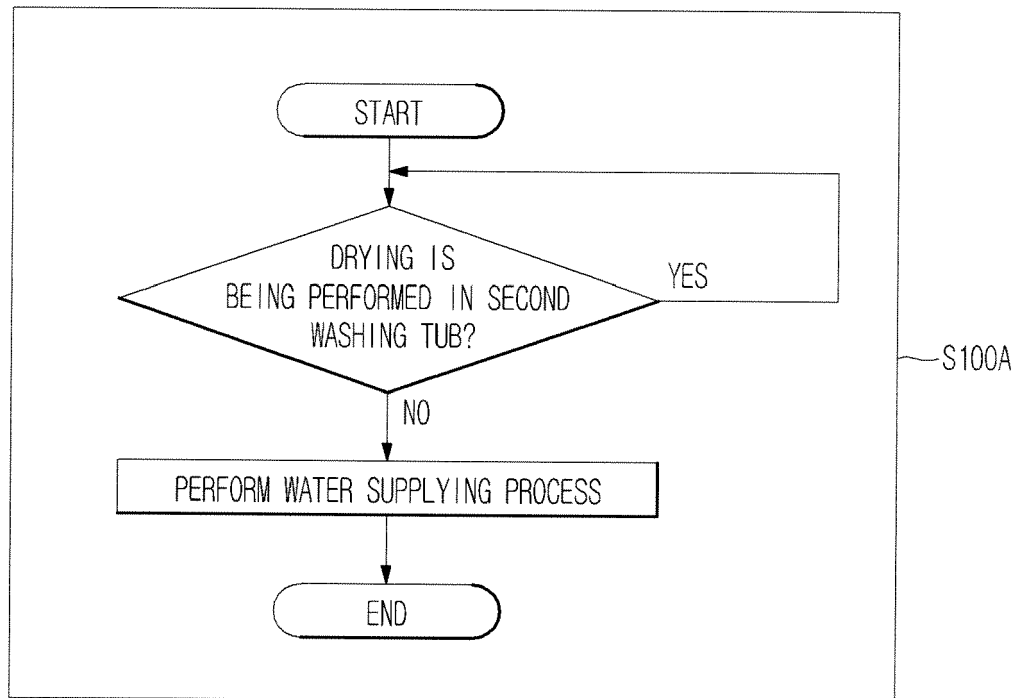 START
DRYING IS
BEING PERFORMED IN SECOND
WASHING TUB?
YES
S100A
NO
PERFORM WATER SUPPLYING PROCESS
END